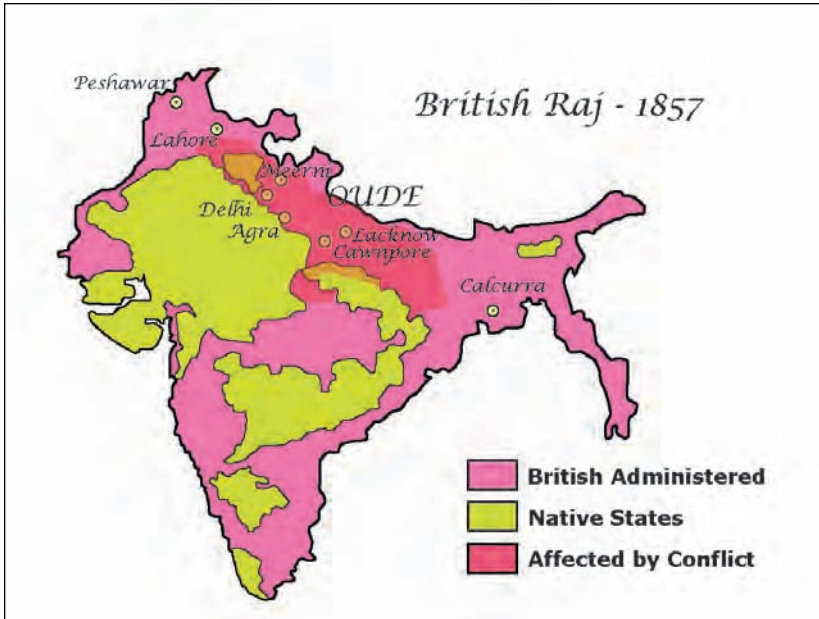 Peshawar
British Raj - 1857
Lahore
Meerut
OUDE
Delhi
Agra
Lacknow
Cawnpore
Calcurra
British Administered
Native States
Affected by Conflict